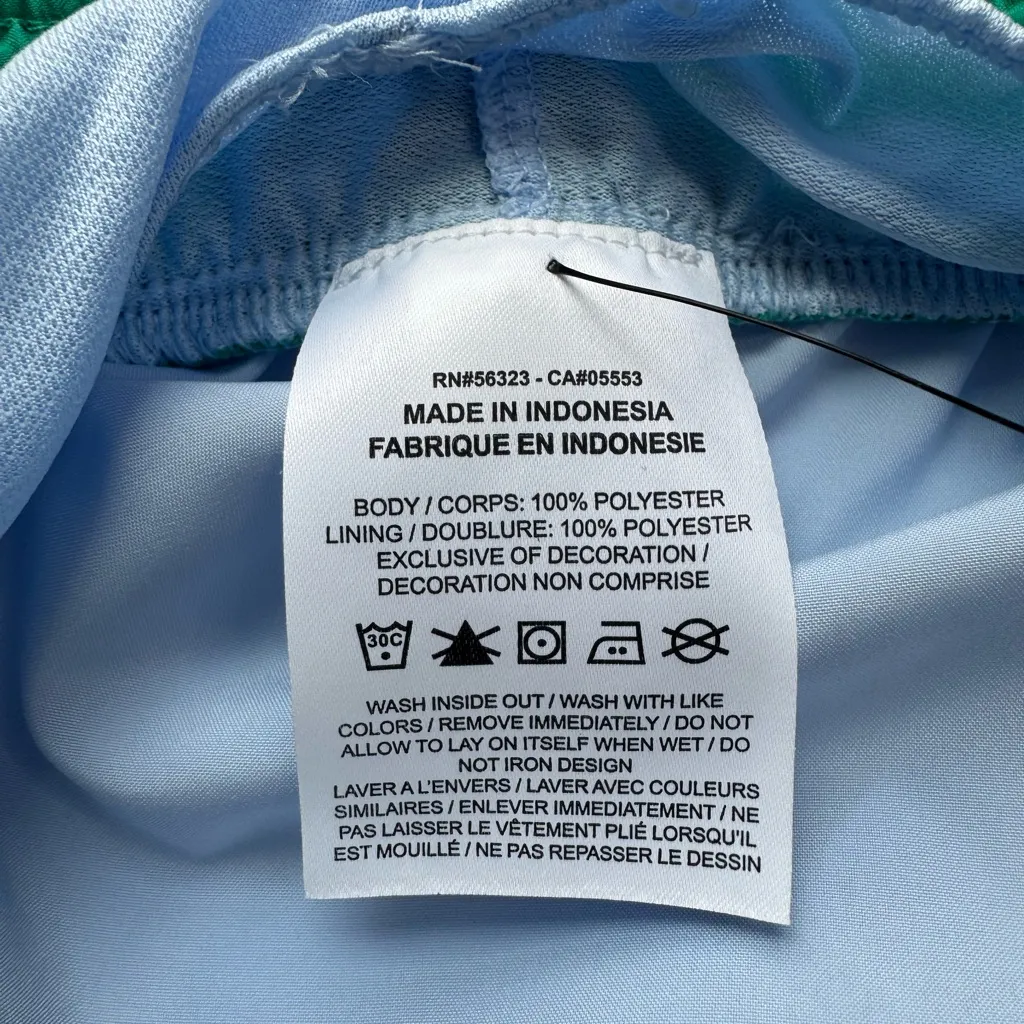 RN#56323 - CA#05553
MADE IN INDONESIA
FABRIQUE EN INDONESIE
BODY / CORPS: 100% POLYESTER
LINING / DOUBLURE: 100% POLYESTER
EXCLUSIVE OF DECORATION /
DECORATION NON COMPRISE
30C
WASH INSIDE OUT / WASH WITH LIKE
COLORS / REMOVE IMMEDIATELY / DO NOT
ALLOW TO LAY ON ITSELF WHEN WET / DO
NOT IRON DESIGN
LAVER A L'ENVERS / LAVER AVEC COULEURS
SIMILAIRES / ENLEVER IMMEDIATEMENT / NE
PAS LAISSER LE VÊTEMENT PLIÉ LORSQU'IL
EST MOUILLÉ / NE PAS REPASSER LE DESSIN